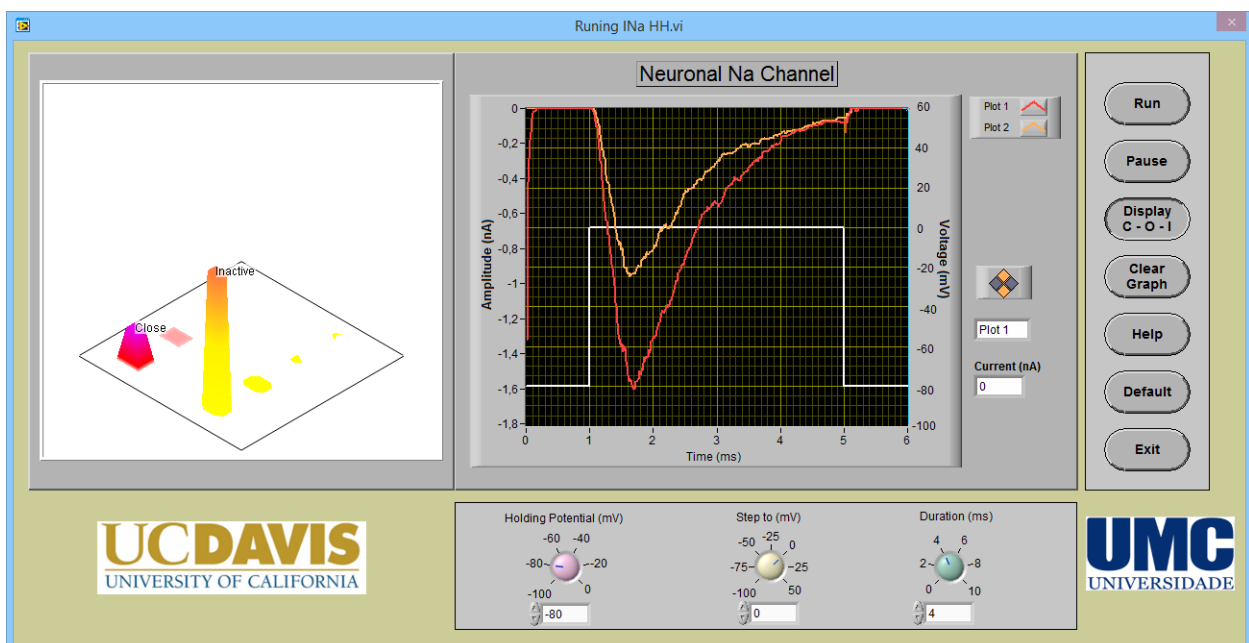 Runing INa HH.vi
Inactive
Close
Neuronal Na Channel
Amplitude (nA)
0-
-0,2-
-0,4-
-0,6-
-0,8-
-1-
-1,2-
-1,4-
-1,6-
-1,8-
60
40
20
0
-20
-40
-60
-80
-100
Voltage (mV)
0 1 2 3 4 5 6
Time (ms)
Plot 1
Plot 2
Plot 1
Current (nA)
0
Run
Pause
Display
C - O - I
Clear
Graph
Help
Default
Exit
UCDAVIS
UNIVERSITY OF CALIFORNIA
Holding Potential (mV)
-60 -40
-80- -20
-100 0
-80
Step to (mV)
-50 -25 0
-75- -25
-100 50
0
Duration (ms)
4 6
2- -8
0 10
4
UMC
UNIVERSIDADE